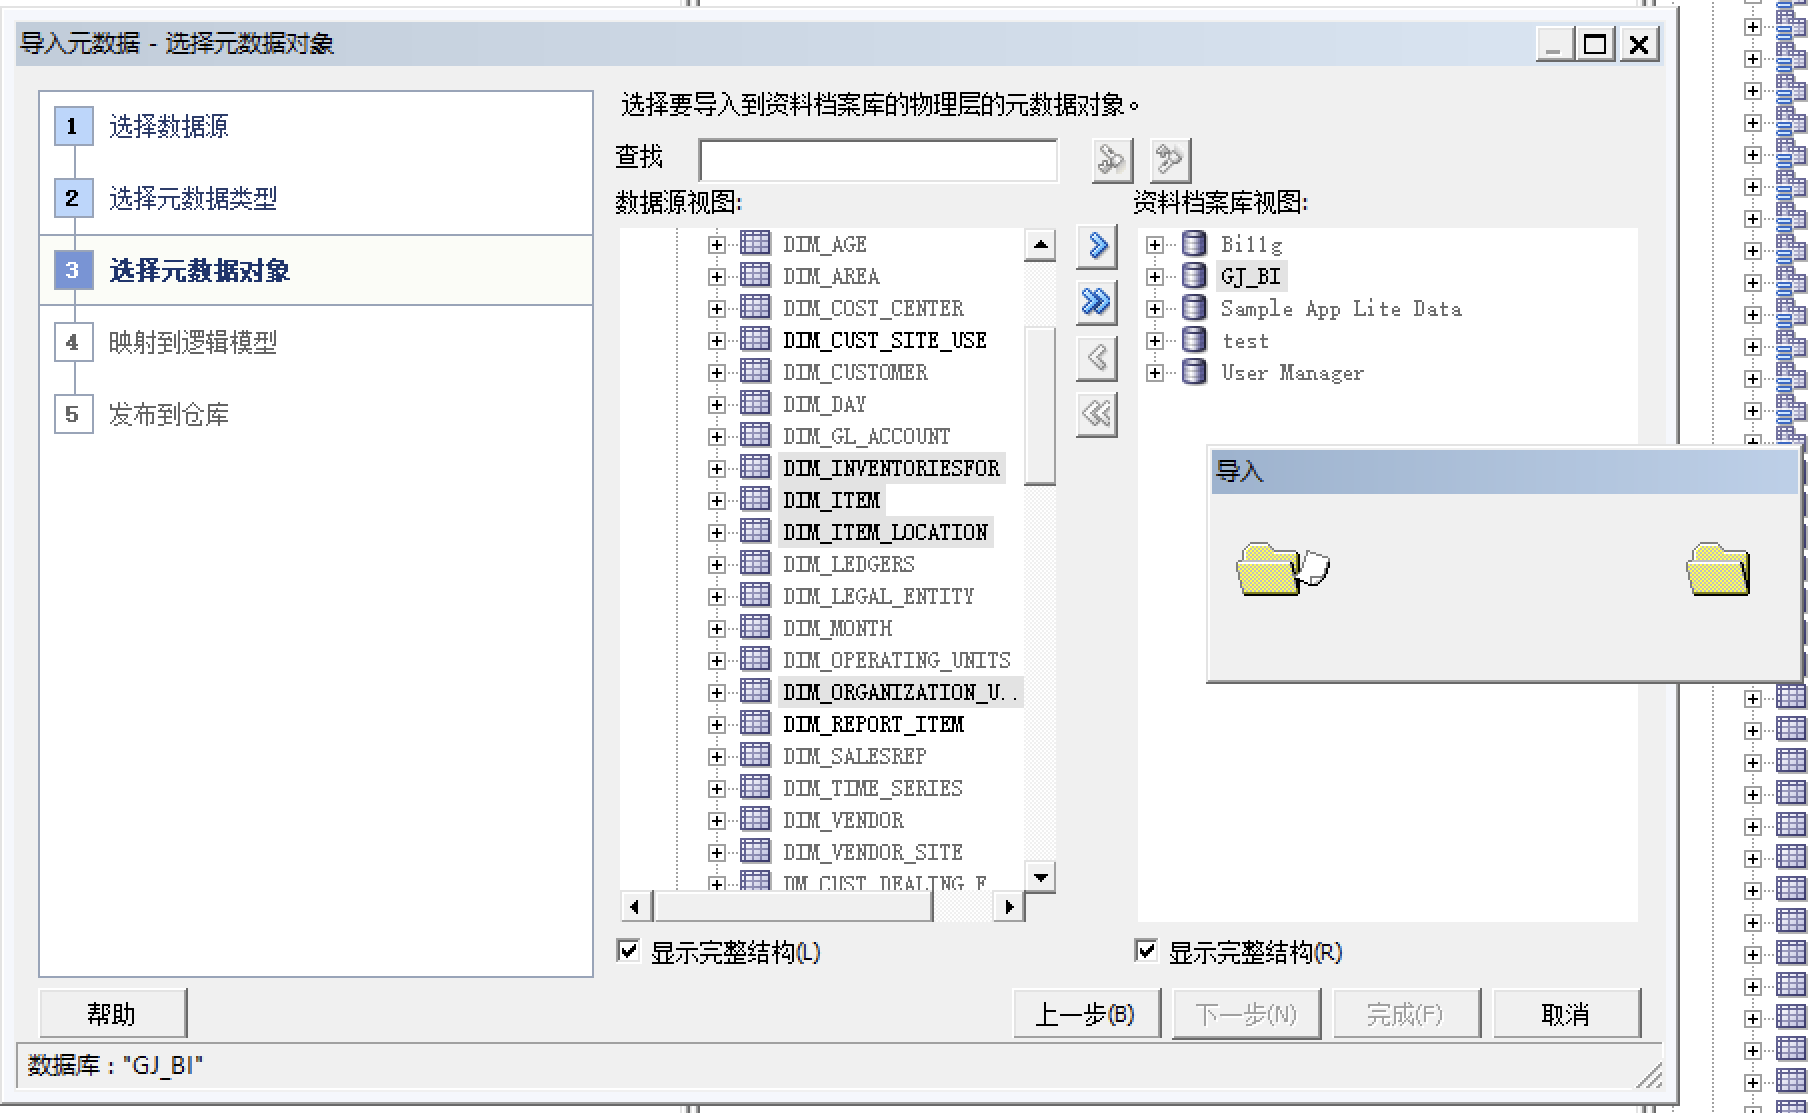 导入元数据 - 选择元数据对象
1 选择数据源
2 选择元数据类型
3 选择元数据对象
4 映射到逻辑模型
5 发布到仓库
选择要导入到资料档案库的物理层的元数据对象。
查找
数据源视图:
DIM_AGE
DIM_AREA
DIM_COST_CENTER
DIM_CUST_SITE_USE
DIM_CUSTOMER
DIM_DAY
DIM_GL_ACCOUNT
DIM_INVENTORIESFOR
DIM_ITEM
DIM_ITEM_LOCATION
DIM_LEDGERS
DIM_LEGAL_ENTITY
DIM_MONTH
DIM_OPERATING_UNITS
DIM_ORGANIZATION_U..
DIM_REPORT_ITEM
DIM_SALESREP
DIM_TIME_SERIES
DIM_VENDOR
DIM_VENDOR_SITE
DM_CUST_DEALING_F
显示完整结构(L)
资料档案库视图:
Billg
GJ_BI
Sample App Lite Data
test
User Manager
显示完整结构(R)
导入
帮助
上一步(B)
下一步(N)
完成(F)
取消
数据库 : "GJ_BI"